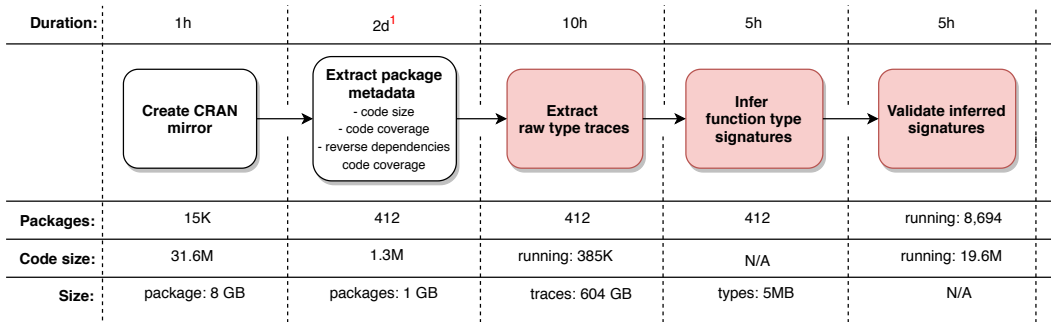 Duration: 1h 2d1 10h 5h 5h
Create CRAN
mirror
Extract package
metadata
- code size
- code coverage
- reverse dependencies
code coverage
Extract
raw type traces
Infer
function type
signatures
Validate inferred
signatures
Packages: 15K 412 412 412 running: 8,694
Code size: 31.6M 1.3M running: 385K N/A running: 19.6M
Size: package: 8 GB packages: 1 GB traces: 604 GB types: 5MB N/A